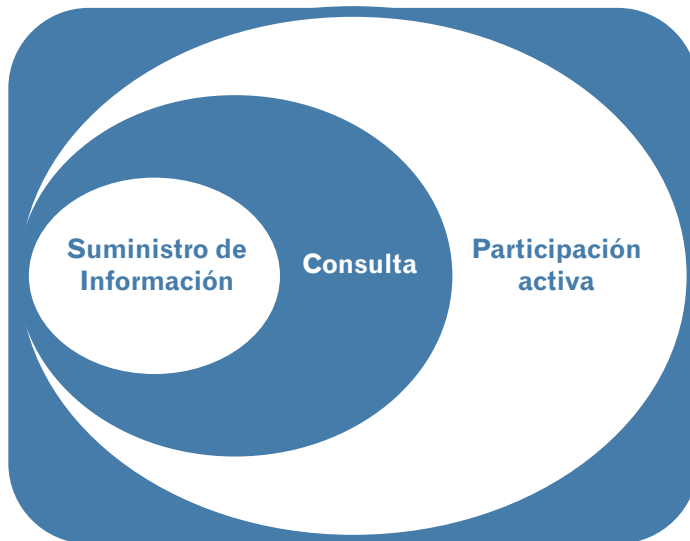 Suministro de
Información
Consulta
Participación
activa